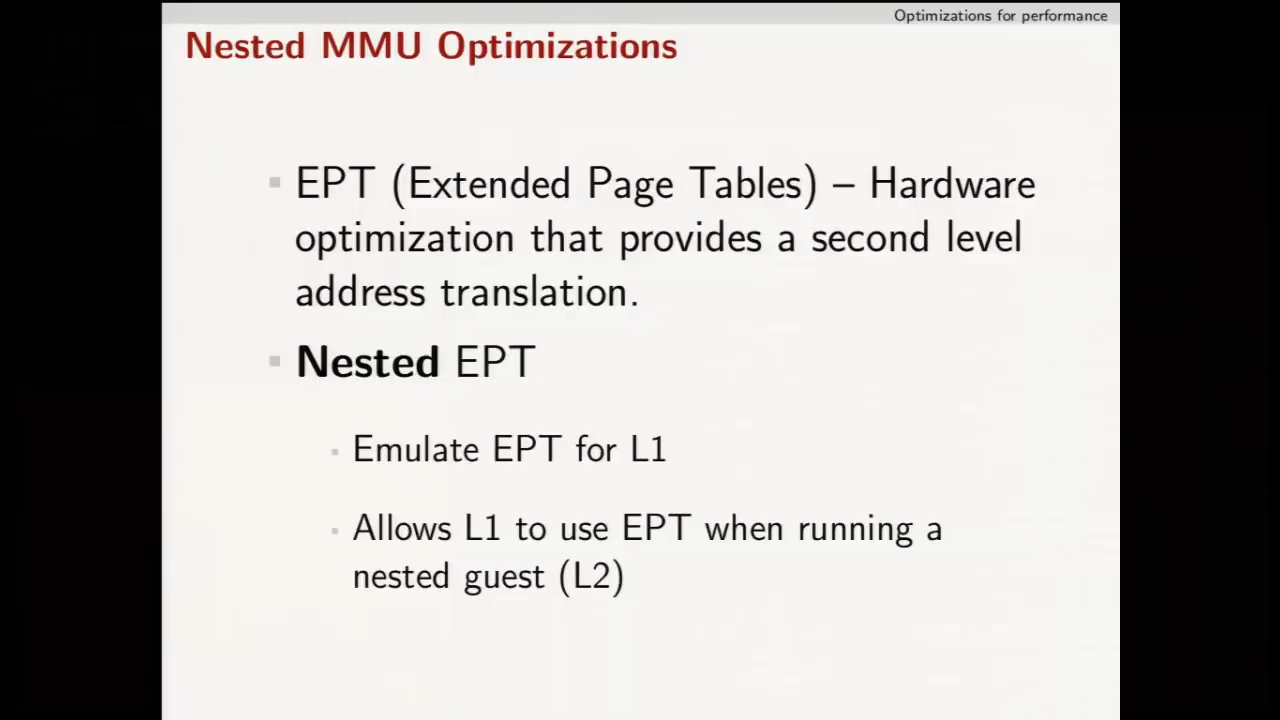 Optimizations for performance
Nested MMU Optimizations
EPT (Extended Page Tables) – Hardware
optimization that provides a second level
address translation.
Nested EPT
Emulate EPT for L1
Allows L1 to use EPT when running a
nested guest (L2)